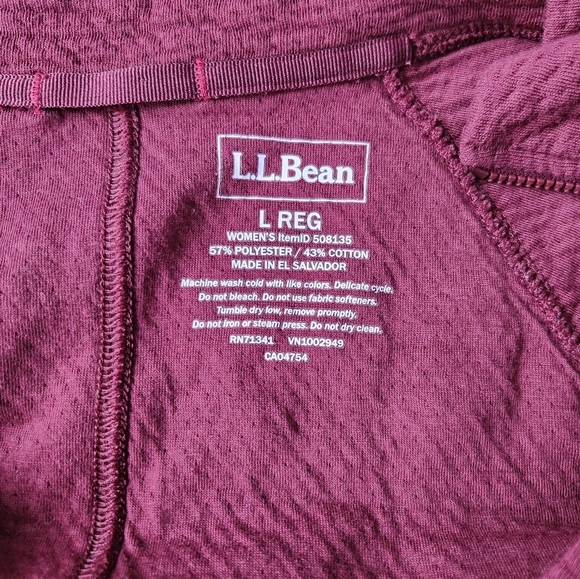 L.L.Bean
L REG
WOMEN'S ItemID 508135
57% POLYESTER / 43% COTTON
MADE IN EL SALVADOR
Machine wash cold with like colors. Delicate cycle.
Do not bleach. Do not use fabric softeners.
Tumble dry low, remove promptly.
Do not iron or steam press. Do not dry clean.
RN71341 VN1002949
CA04754